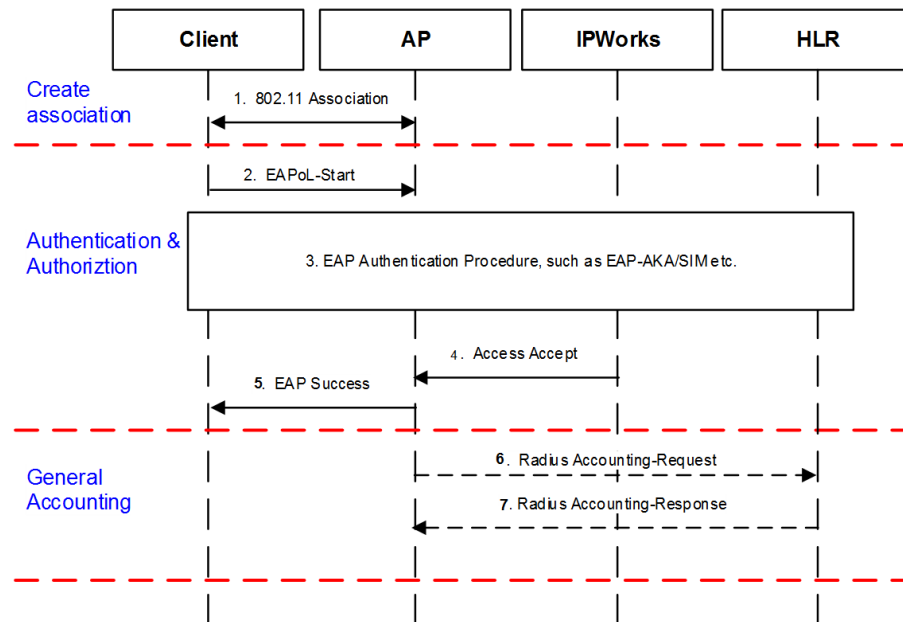 Client
AP
IPWorks
HLR
Create
association
1. 802.11 Association
2. EAPoL-Start
Authentication &
Authoriztion
3. EAP Authentication Procedure, such as EAP-AKA/SIM etc.
4. Access Accept
5. EAP Success
General
Accounting
6. Radius Accounting-Request
7. Radius Accounting-Response